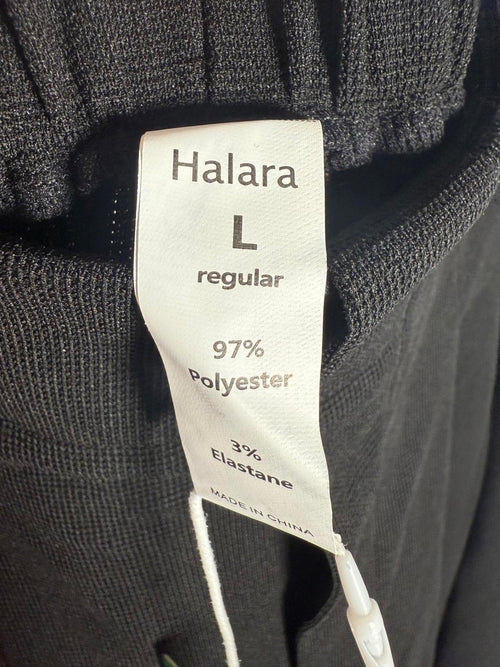 Halara
L
regular
97%
Polyester
3%
Elastane
MADE IN CHINA